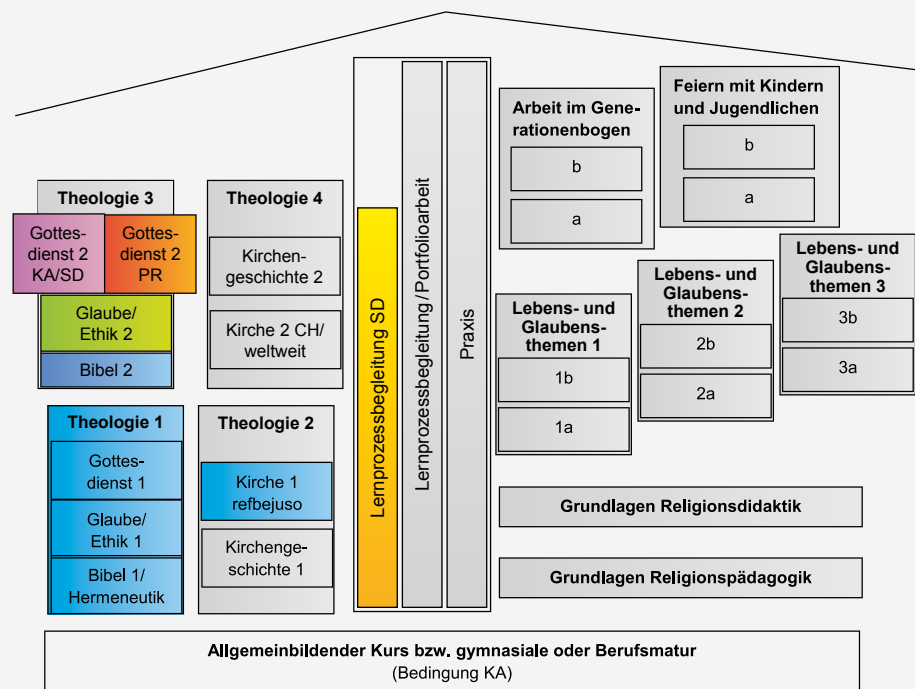 Theologie 3
Gottes-
dienst 2
KA/SD
Gottes-
dienst 2
PR
Glaube/
Ethik 2
Bibel 2
Theologie 4
Kirchen-
geschichte 2
Kirche 2 CH/
weltweit
Theologie 1
Gottes-
dienst 1
Glaube/
Ethik 1
Bibel 1/
Hermeneutik
Theologie 2
Kirche 1
refbejuso
Kirchenge-
schichte 1
Lernprozessbegleitung SD
Lernprozessbegleitung/Portfolioarbeit
Praxis
Arbeit im Gene-
rationenbogen
b
a
Feiern mit Kindern
und Jugendlichen
b
a
Lebens- und
Glaubens-
themen 1
1b
1a
Lebens- und
Glaubens-
themen 2
2b
2a
Lebens- und
Glaubens-
themen 3
3b
3a
Grundlagen Religionsdidaktik
Grundlagen Religionspädagogik
Allgemeinbildender Kurs bzw. gymnasiale oder Berufsmatur
(Bedingung KA)